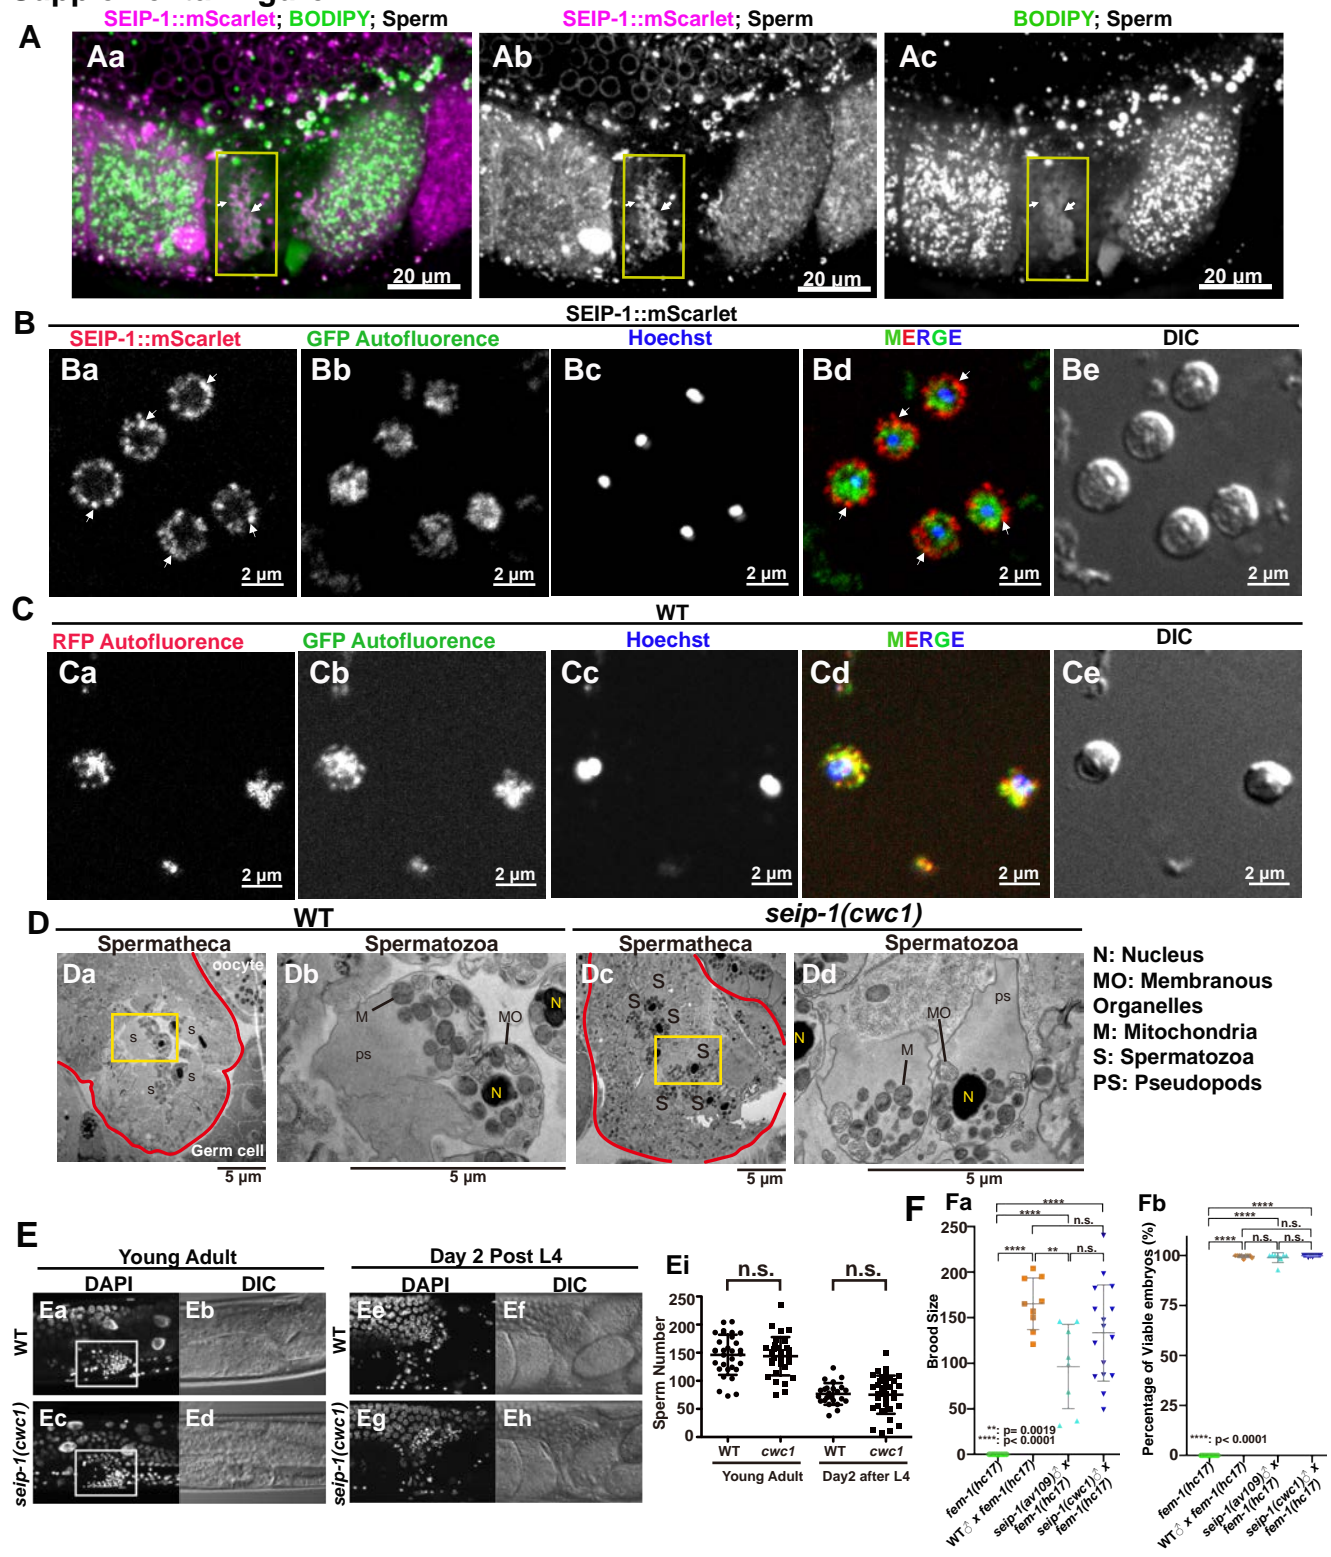 A
SEIP-1::mScarlet; BODIPY; Sperm
SEIP-1::mScarlet; Sperm
BODIPY; Sperm
Aa
Ab
Ac
20 µm
20 µm
20 µm
B
SEIP-1::mScarlet
SEIP-1::mScarlet
GFP Autofluorence
Hoechst
MERGE
DIC
Ba
Bb
Bc
Bd
Be
2 µm
2 µm
2 µm
2 µm
2 µm
C
WT
RFP Autofluorence
GFP Autofluorence
Hoechst
MERGE
DIC
Ca
Cb
Cc
Cd
Ce
2 µm
2 µm
2 µm
2 µm
2 µm
D
WT
seip-1(cwc1)
Spermatheca
Spermatozoa
Spermatheca
Spermatozoa
Da
oocyte
s
s
s
s
Germ cell
5 µm
Db
M
MO
N
ps
N
5 µm
Dc
S
S
S
S
S
S
5 µm
Dd
ps
MO
N
M
N
5 µm
N: Nucleus
MO: Membranous
Organelles
M: Mitochondria
S: Spermatozoa
PS: Pseudopods
E
Young Adult
Day 2 Post L4
DAPI
DIC
DAPI
DIC
WT
Ea
Eb
WT
Ee
Ef
seip-1(cwc1)
Ec
Ed
seip-1(cwc1)
Eg
Eh
Ei
n.s.
n.s.
Sperm Number
250
200
150
100
50
0
WT
cwc1
WT
cwc1
Young Adult
Day2 after L4
F
Fa
****
****
n.s.
****
**
n.s.
Brood Size
250
200
150
100
50
0
**: p= 0.0019
****: p< 0.0001
fem-1(hc17)
WT♂ x fem-1(hc17)
seip-1(av109)♂ x
fem-1(hc17)
seip-1(cwc1)♂ x
fem-1(hc17)
Fb
****
****
n.s.
****
n.s.
n.s.
Percentage of Viable embryos (%)
100
75
50
25
0
****: p< 0.0001
fem-1(hc17)
WT♂ x fem-1(hc17)
seip-1(av109)♂ x
fem-1(hc17)
seip-1(cwc1)♂ x
fem-1(hc17)